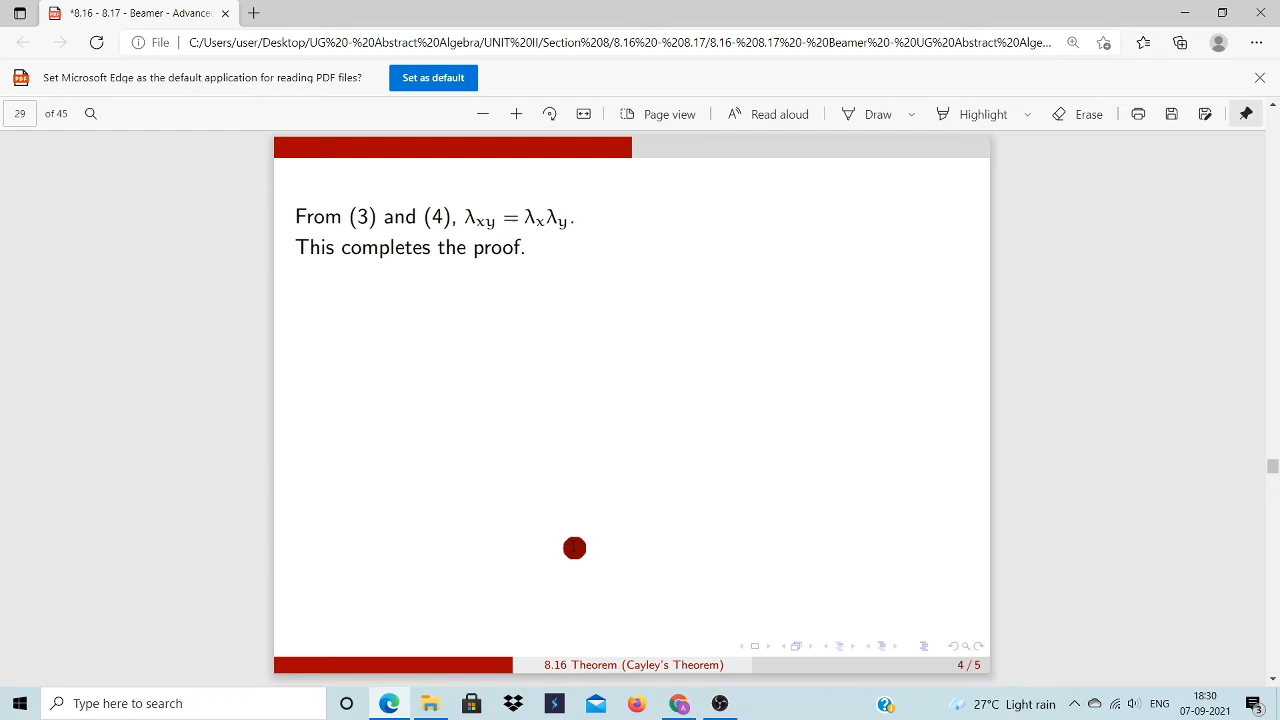 *8.16 - 8.17 - Beamer - Advance
File
C:/Users/user/Desktop/UG%20-%20Abstract%20Algebra/UNIT%20II/Section%208/8.16%20-%208.17/8.16%20-%208.17%20-%20Beamer%20-%20UG%20Abstract%20Alge...
Set Microsoft Edge as the default application for reading PDF files? Set as default
29 of 45 Page view Read aloud Draw Highlight Erase
From (3) and (4), λxy = λxλy.
This completes the proof.
8.16 Theorem (Cayley's Theorem) 4 / 5
Type here to search
27°C Light rain
ENG
18:30
07-09-2021
3